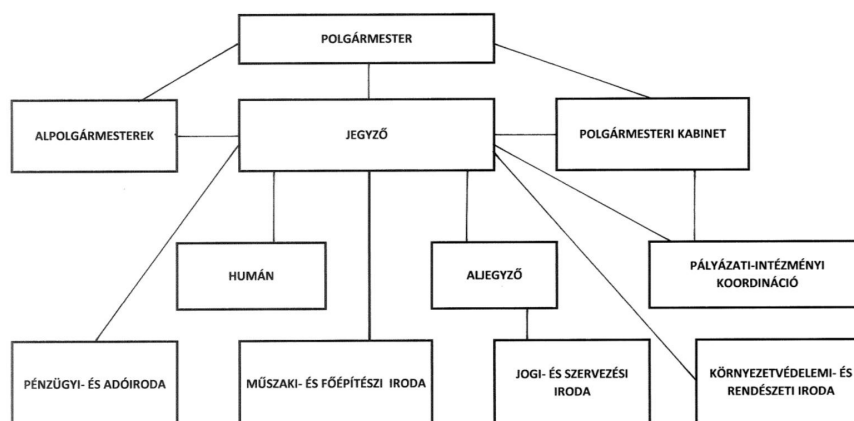 POLGÁRMESTER
ALPOLGÁRMESTEREK
JEGYZŐ
POLGÁRMESTERI KABINET
HUMÁN
ALJEGYZŐ
PÁLYÁZATI-INTÉZMÉNYI
KOORDINÁCIÓ
PÉNZÜGYI- ÉS ADÓIRODA
MŰSZAKI- ÉS FŐÉPÍTÉSZI IRODA
JOGI- ÉS SZERVEZÉSI
IRODA
KÖRNYEZETVÉDELEMI- ÉS
RENDÉSZETI IRODA